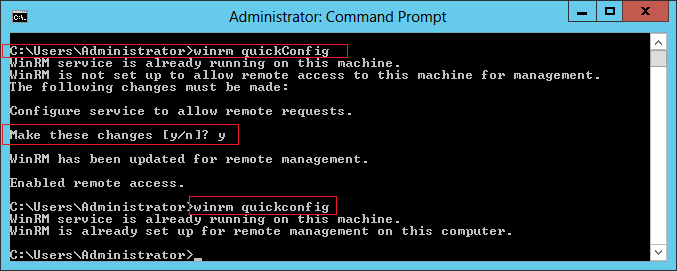 Administrator: Command Prompt
C:\Users\Administrator>winrm quickConfig
WinRM service is already running on this machine.
WinRM is not set up to allow remote access to this machine for management.
The following changes must be made:
Configure service to allow remote requests.
Make these changes [y/n]? y
WinRM has been updated for remote management.
Enabled remote access.
C:\Users\Administrator>winrm quickconfig
WinRM service is already running on this machine.
WinRM is already set up for remote management on this computer.
C:\Users\Administrator>_